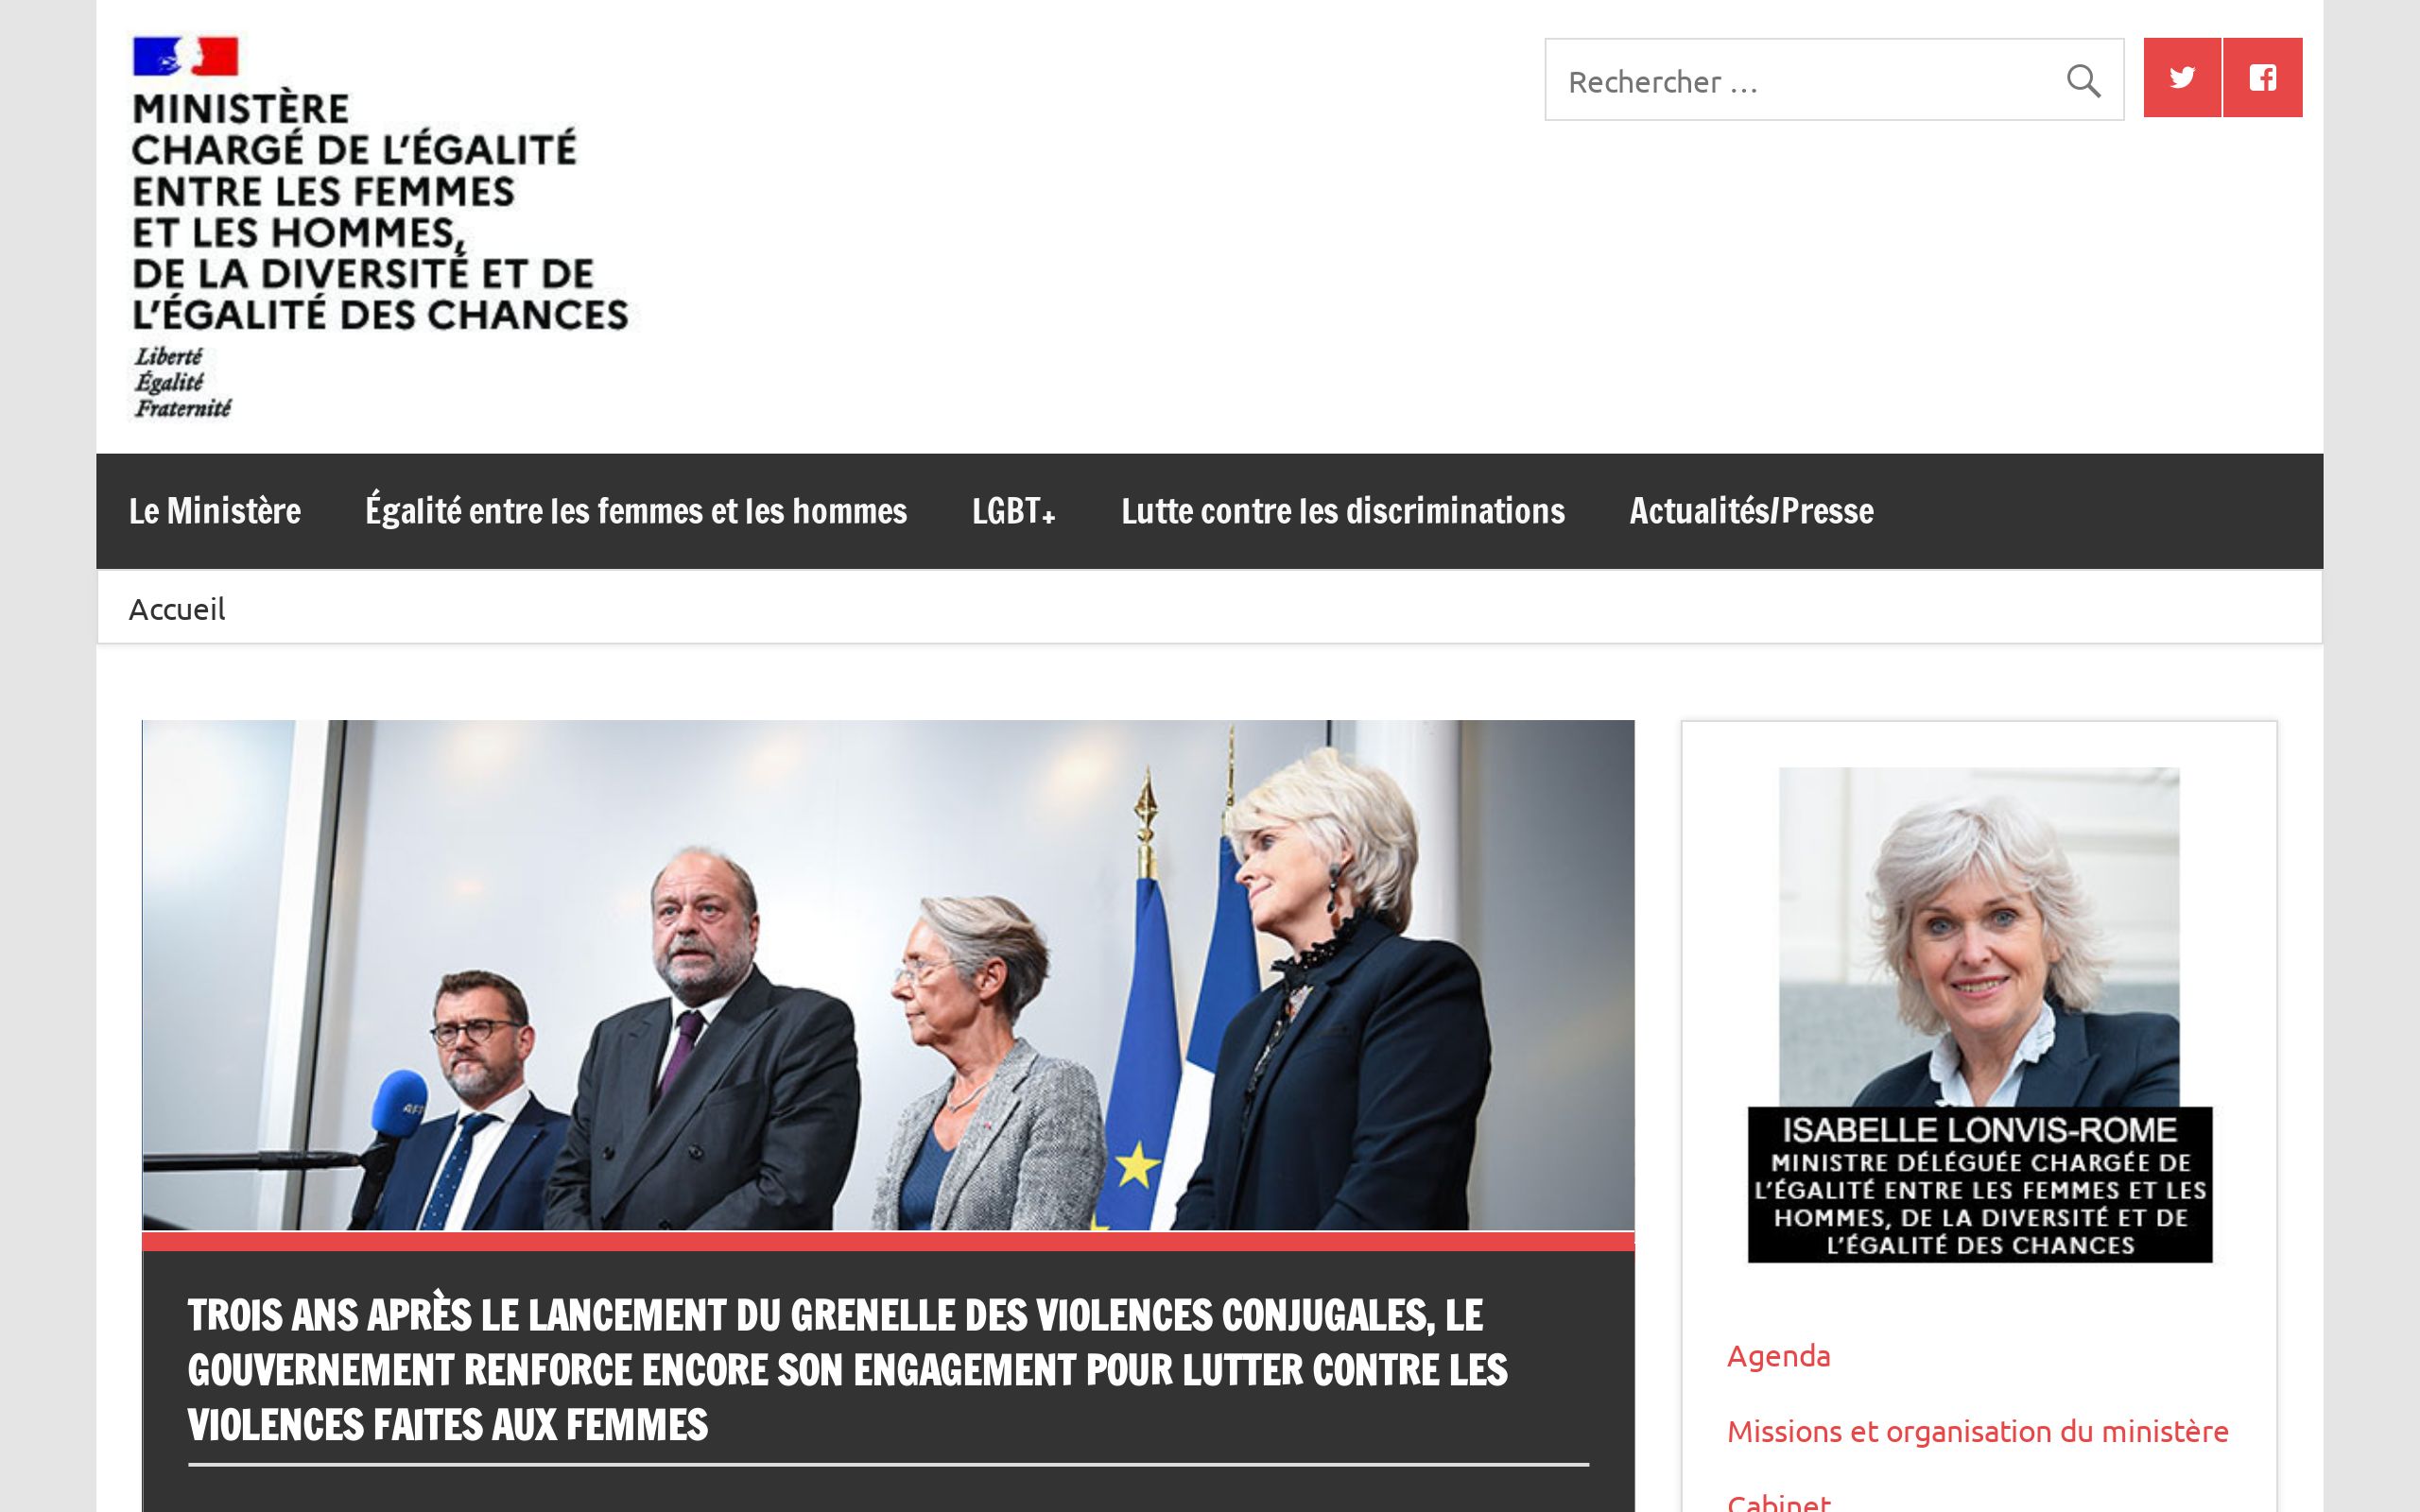 MINISTÈRE
CHARGÉ DE L'ÉGALITÉ
ENTRE LES FEMMES
ET LES HOMMES,
DE LA DIVERSITÉ ET DE
L'ÉGALITÉ DES CHANCES
Liberté
Égalité
Fraternité
Rechercher …
Le Ministère Égalité entre les femmes et les hommes LGBT+ Lutte contre les discriminations Actualités/Presse
Accueil
AFP
TROIS ANS APRÈS LE LANCEMENT DU GRENELLE DES VIOLENCES CONJUGALES, LE
GOUVERNEMENT RENFORCE ENCORE SON ENGAGEMENT POUR LUTTER CONTRE LES
VIOLENCES FAITES AUX FEMMES
ISABELLE LONVIS-ROME
MINISTRE DÉLÉGUÉE CHARGÉE DE
L'ÉGALITÉ ENTRE LES FEMMES ET LES
HOMMES, DE LA DIVERSITÉ ET DE
L'ÉGALITÉ DES CHANCES
Agenda
Missions et organisation du ministère
Cabinet